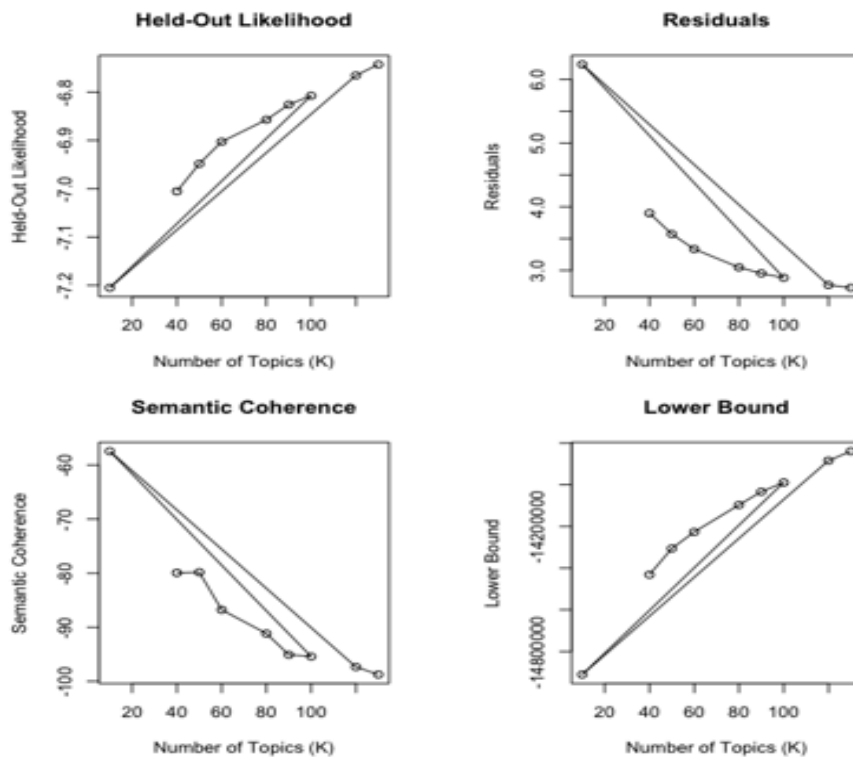 Held-Out Likelihood
Held-Out Likelihood
-6.8
-6.9
-7.0
-7.1
-7.2
20 40 60 80 100
Number of Topics (K)
Residuals
Residuals
6.0
5.0
4.0
3.0
20 40 60 80 100
Number of Topics (K)
Semantic Coherence
Semantic Coherence
-60
-70
-80
-90
-100
20 40 60 80 100
Number of Topics (K)
Lower Bound
Lower Bound
-14200000
-14800000
20 40 60 80 100
Number of Topics (K)